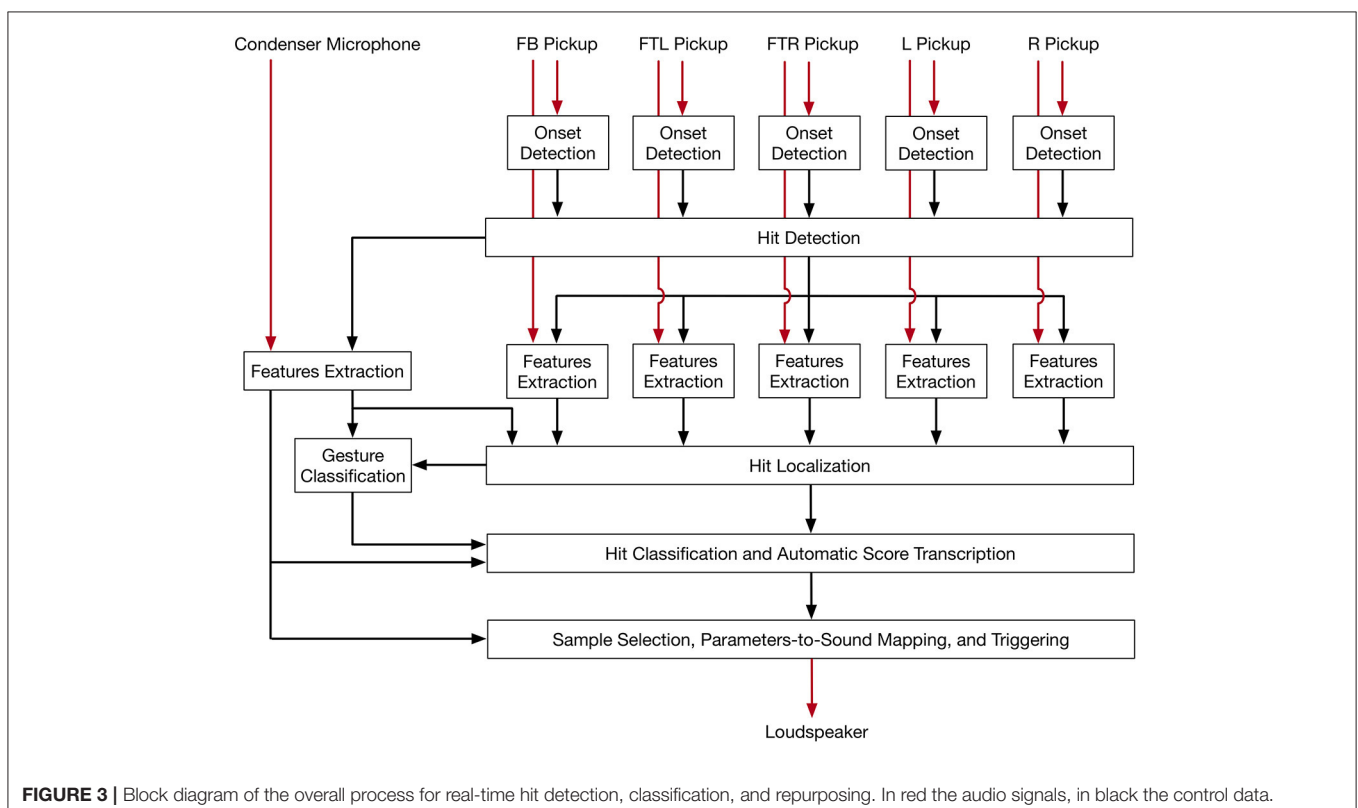 Condenser Microphone
FB Pickup
FTL Pickup
FTR Pickup
L Pickup
R Pickup
Onset
Detection
Onset
Detection
Onset
Detection
Onset
Detection
Onset
Detection
Hit Detection
Features Extraction
Features
Extraction
Features
Extraction
Features
Extraction
Features
Extraction
Features
Extraction
Gesture
Classification
Hit Localization
Hit Classification and Automatic Score Transcription
Sample Selection, Parameters-to-Sound Mapping, and Triggering
Loudspeaker
FIGURE 3 | Block diagram of the overall process for real-time hit detection, classification, and repurposing. In red the audio signals, in black the control data.